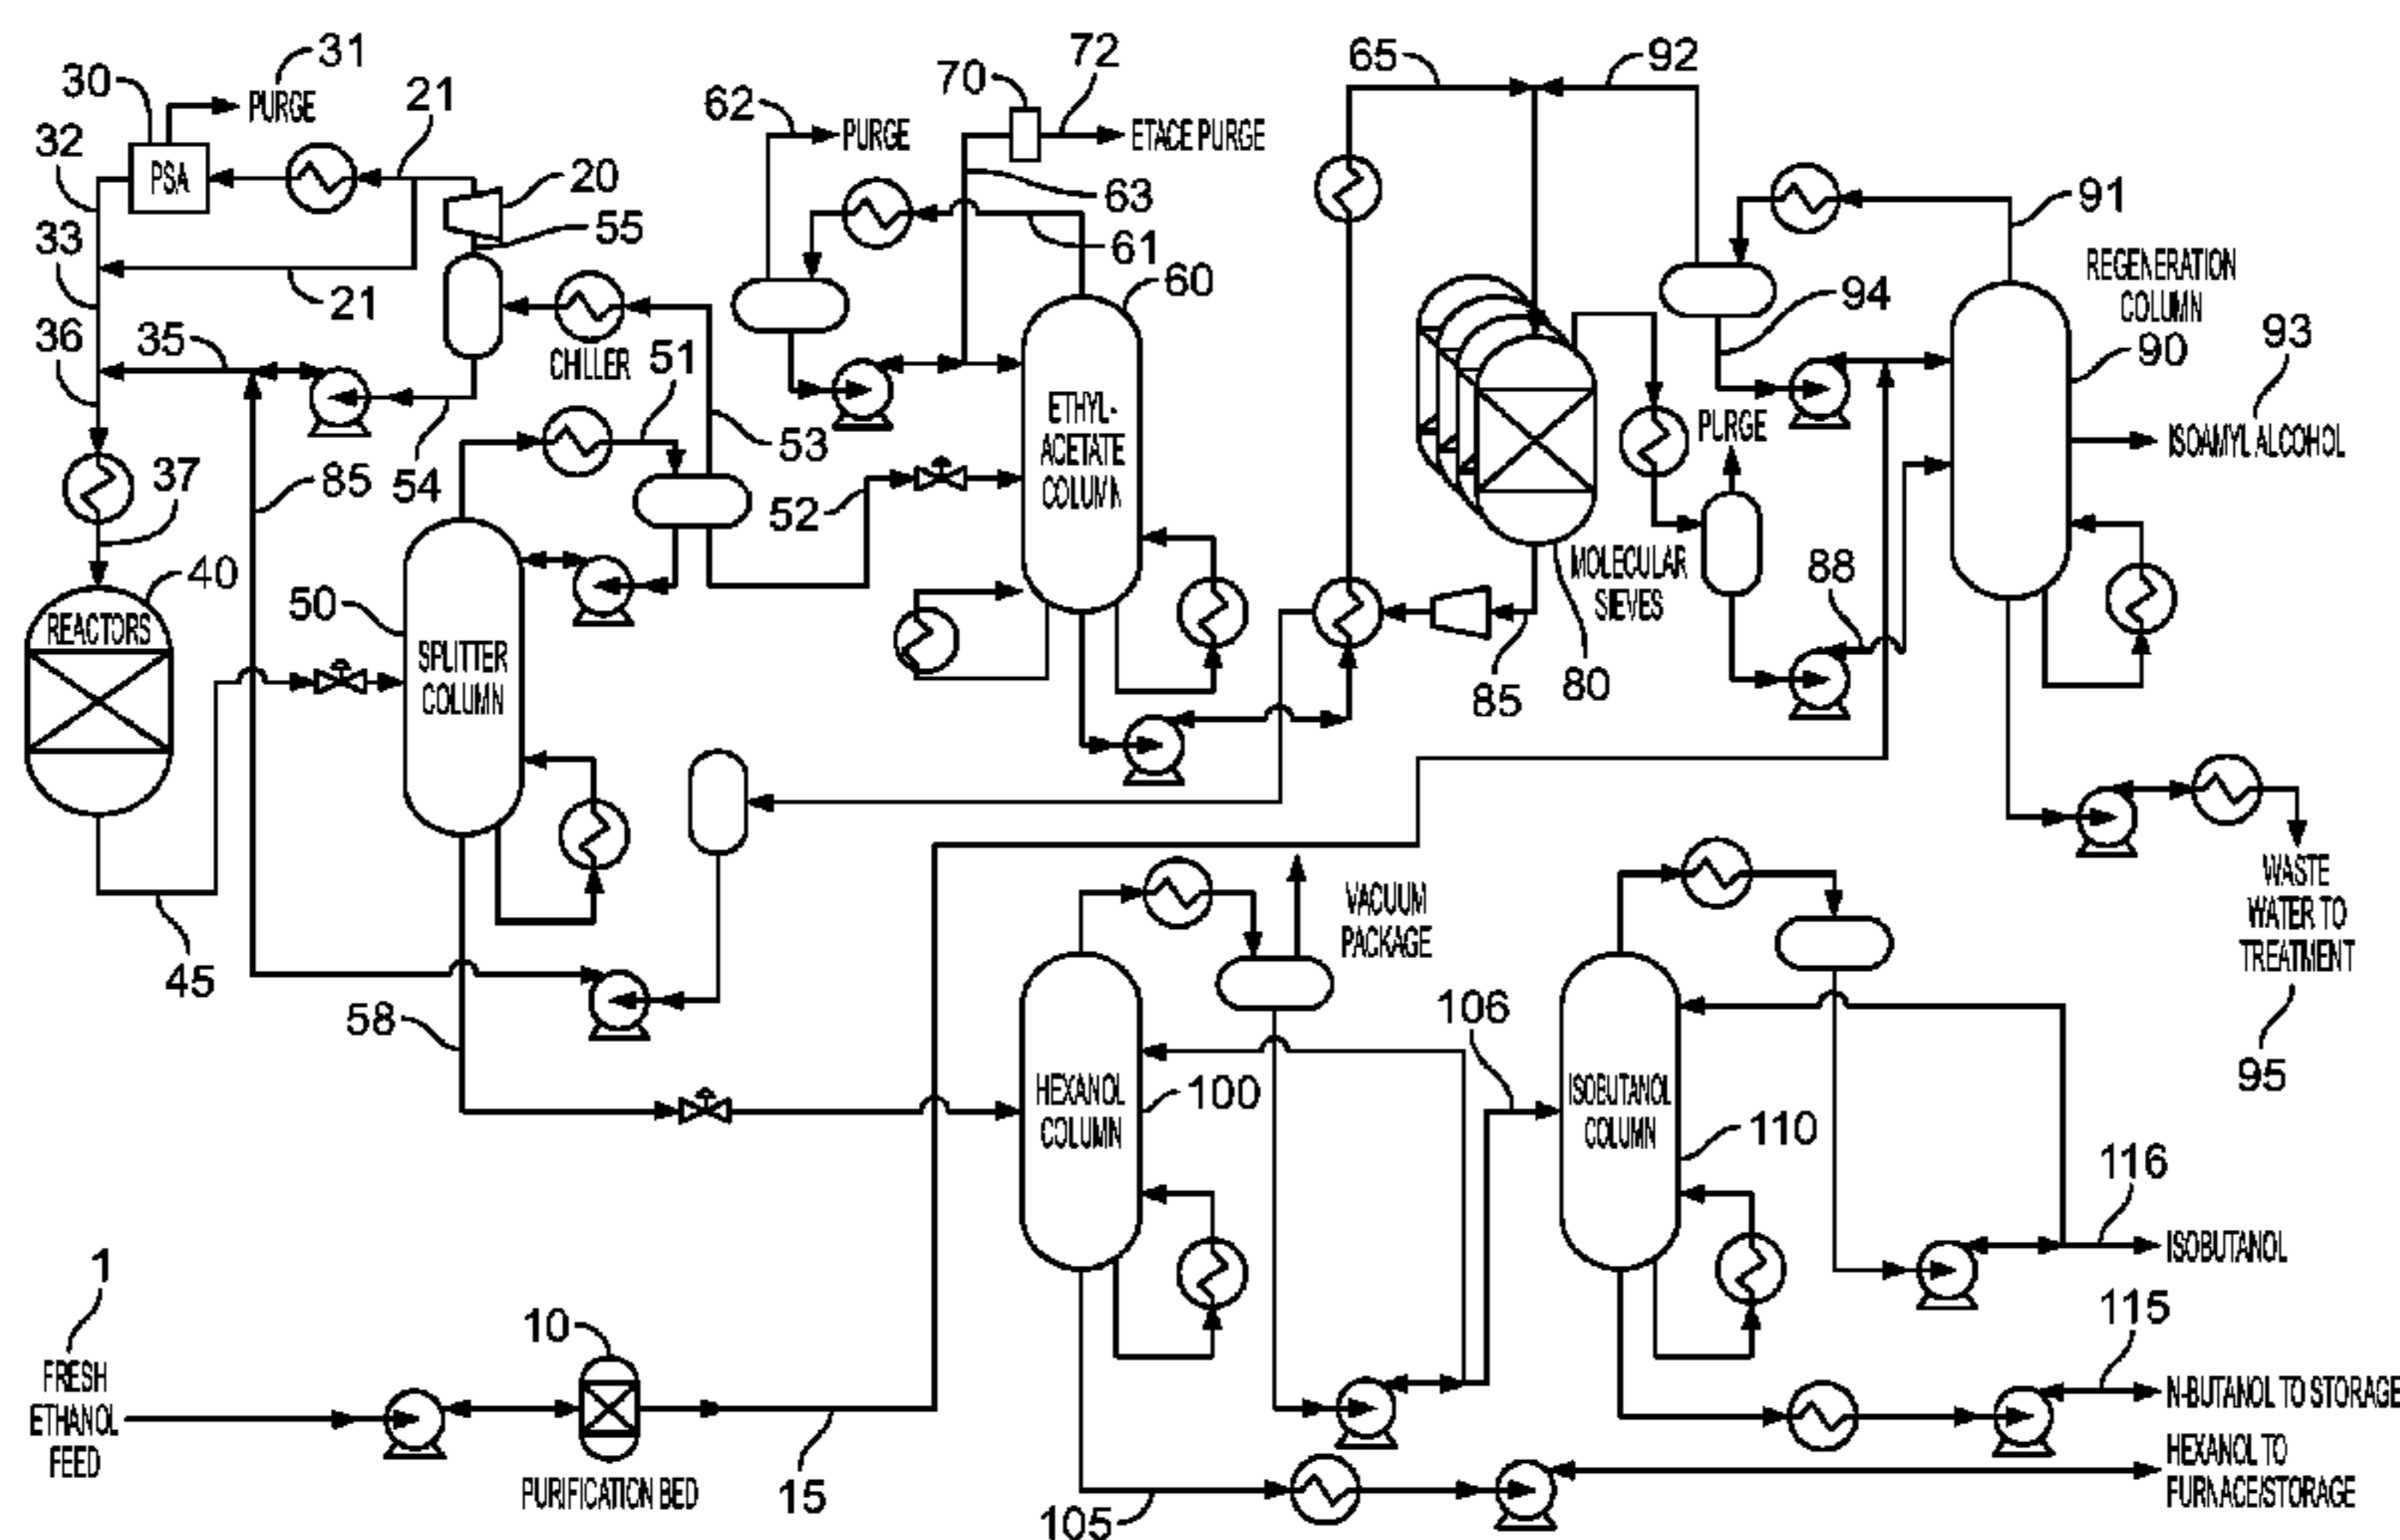 31
30
PURGE
21
32
PSA
20
33
55
21
36
35
CHILLER
51
54
53
85
37
40
REACTORS
50
SPLITTER
COLUMN
45
58
62
PURGE
70
72
ETACE PURGE
63
61
60
ETHYL-
ACETATE
COLUMN
52
65
92
91
REGENERATION
COLUMN
94
90
93
ISOAMYL ALCOHOL
PURGE
MOLECULAR
SIEVES
88
85
80
WASTE
WATER TO
TREATMENT
95
VACUUM
PACKAGE
106
HEXANOL
COLUMN
100
ISOBUTANOL
COLUMN
110
116
ISOBUTANOL
115
N-BUTANOL TO STORAGE
HEXANOL TO
FURNACE/STORAGE
105
1
FRESH
ETHANOL
FEED
10
PURIFICATION BED
15